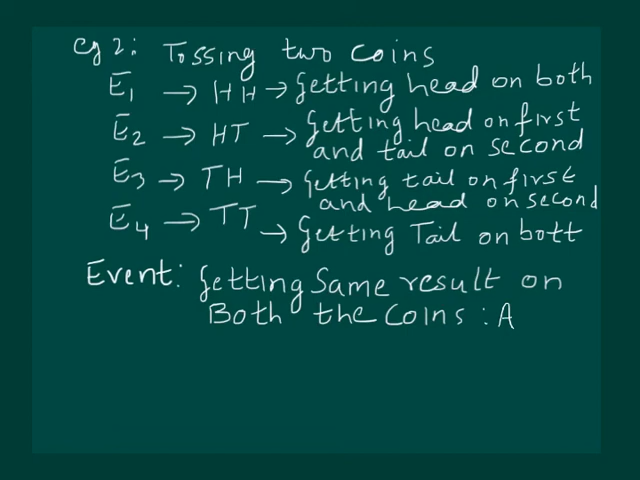 eg 2: Tossing two coins
E1 → HH → Getting head on both
E2 → HT → Getting head on first
and tail on second
E3 → TH → Getting tail on first
and head on second
E4 → TT → Getting Tail on bott
Event: Getting Same result on
Both the Coins : A